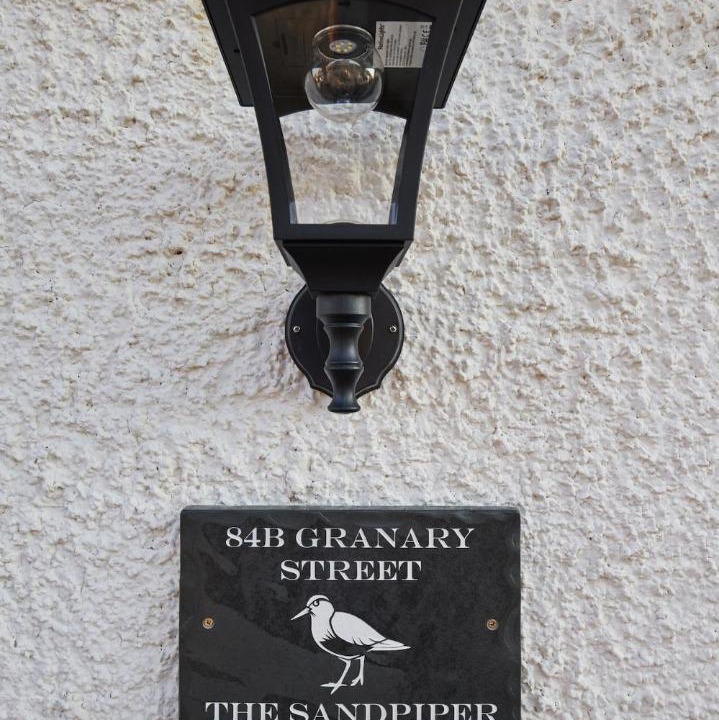 84B GRANARY
STREET
THE SANDPIPER